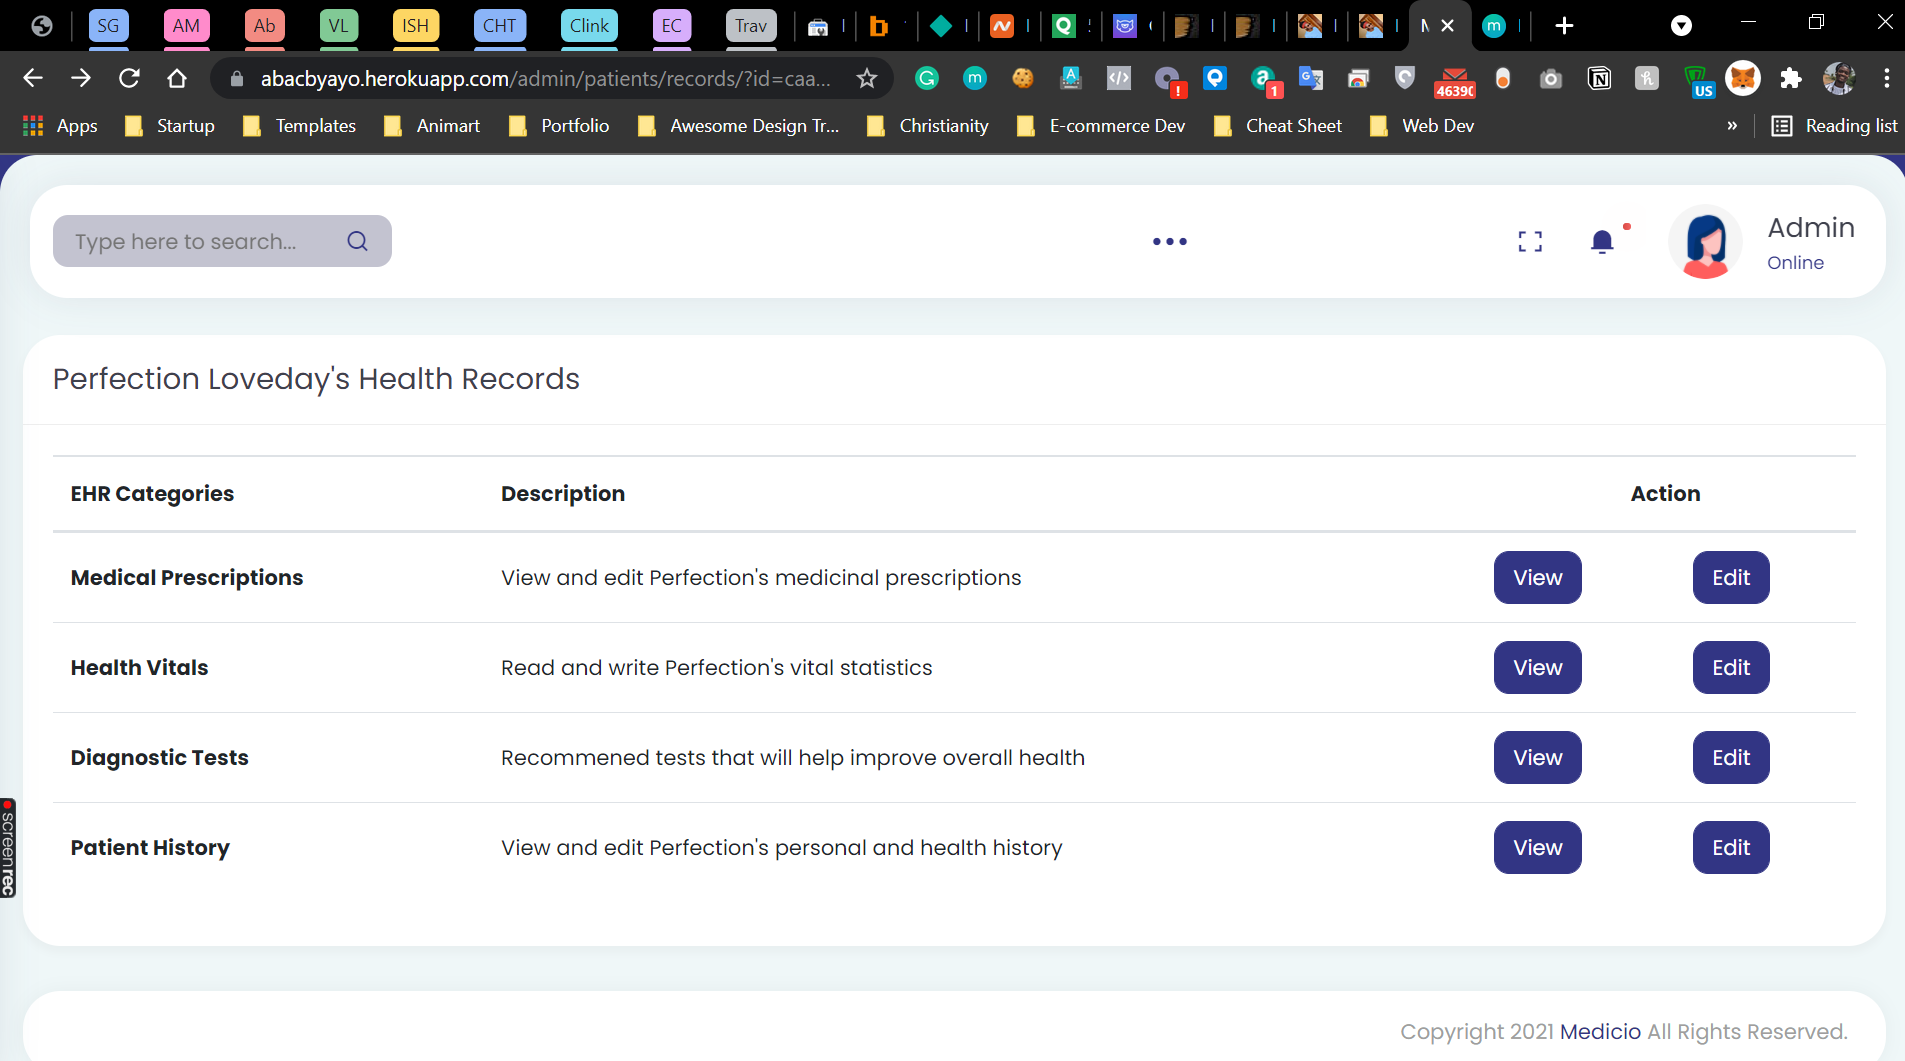 SG AM Ab VL ISH CHT Clink EC Trav
abacbyayo.herokuapp.com/admin/patients/records/?id=caa...
46390
1
US
Apps Startup Templates Animart Portfolio Awesome Design Tr... Christianity E-commerce Dev Cheat Sheet Web Dev » Reading list
Type here to search...
Admin
Online
Perfection Loveday's Health Records
EHR Categories Description Action
Medical Prescriptions View and edit Perfection's medicinal prescriptions View Edit
Health Vitals Read and write Perfection's vital statistics View Edit
Diagnostic Tests Recommened tests that will help improve overall health View Edit
Patient History View and edit Perfection's personal and health history View Edit
screenrec
Copyright 2021 Medicio All Rights Reserved.